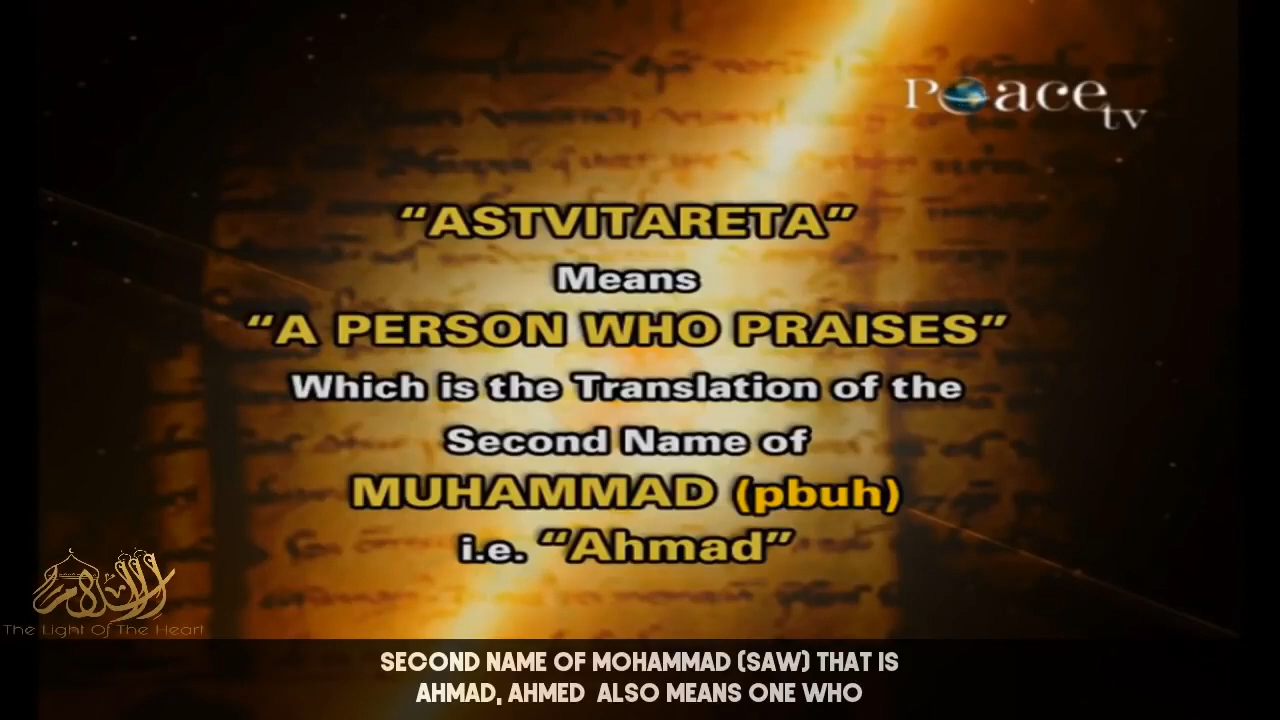 Peace
tv
“ASTVITARETA”
Means
“A PERSON WHO PRAISES”
Which is the Translation of the
Second Name of
MUHAMMAD (pbuh)
i.e. “Ahmad”
The Light Of The Heart
SECOND NAME OF MOHAMMAD (SAW) THAT IS
AHMAD, AHMED ALSO MEANS ONE WHO